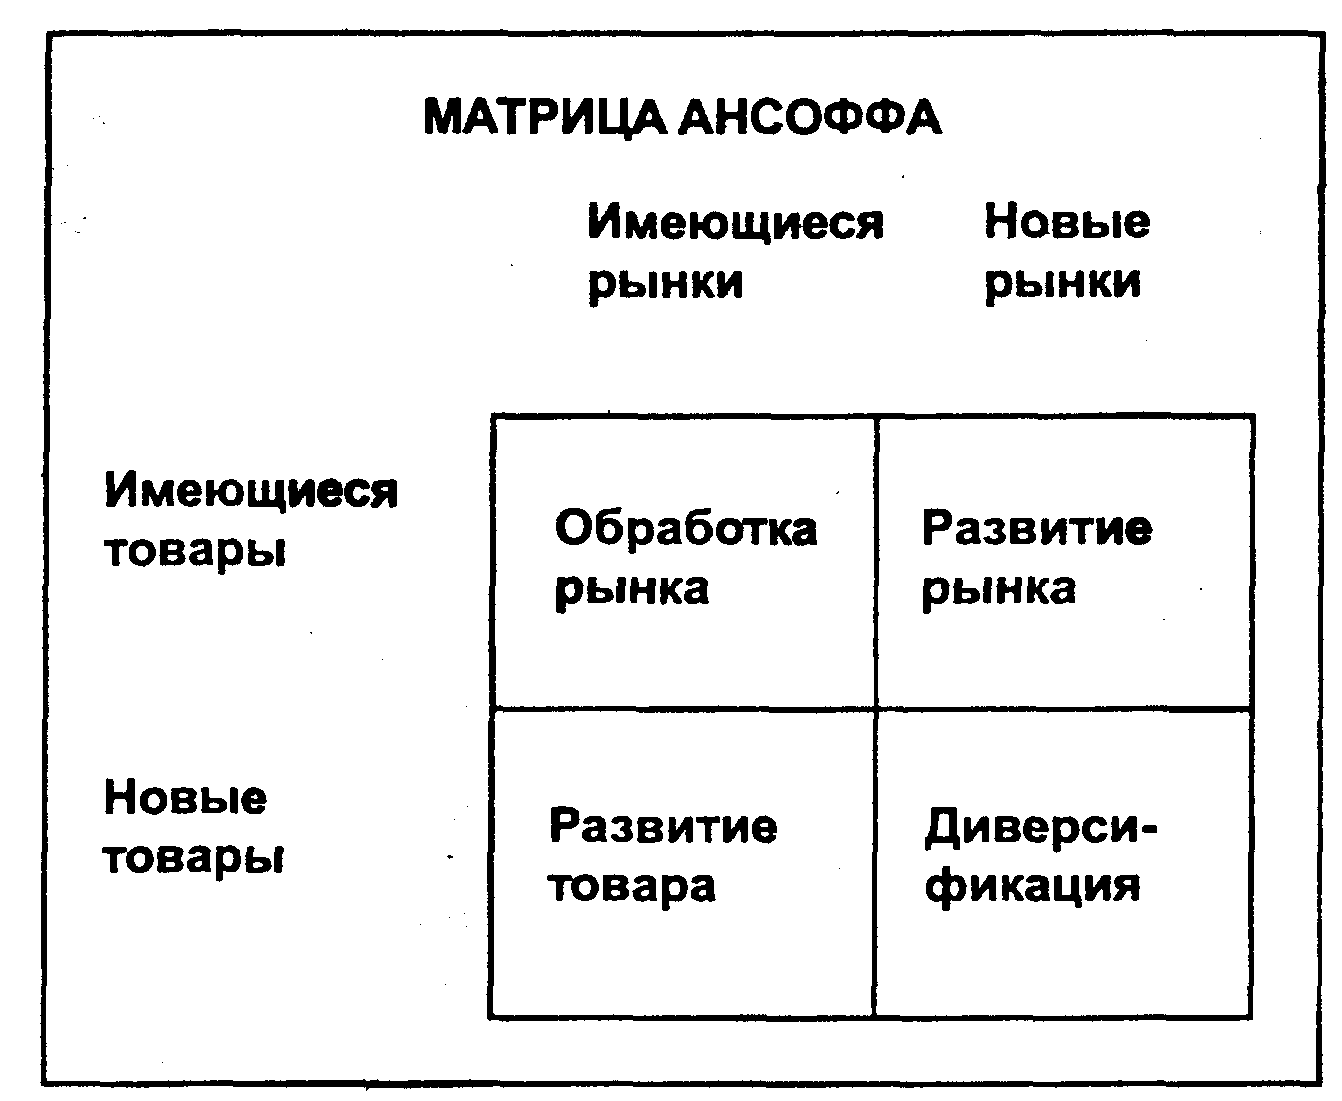 МАТРИЦА АНСОФФА
Имеющиеся
рынки
Новые
рынки
Имеющиеся
товары
Обработка
рынка
Развитие
рынка
Новые
товары
Развитие
товара
Диверси-
фикация